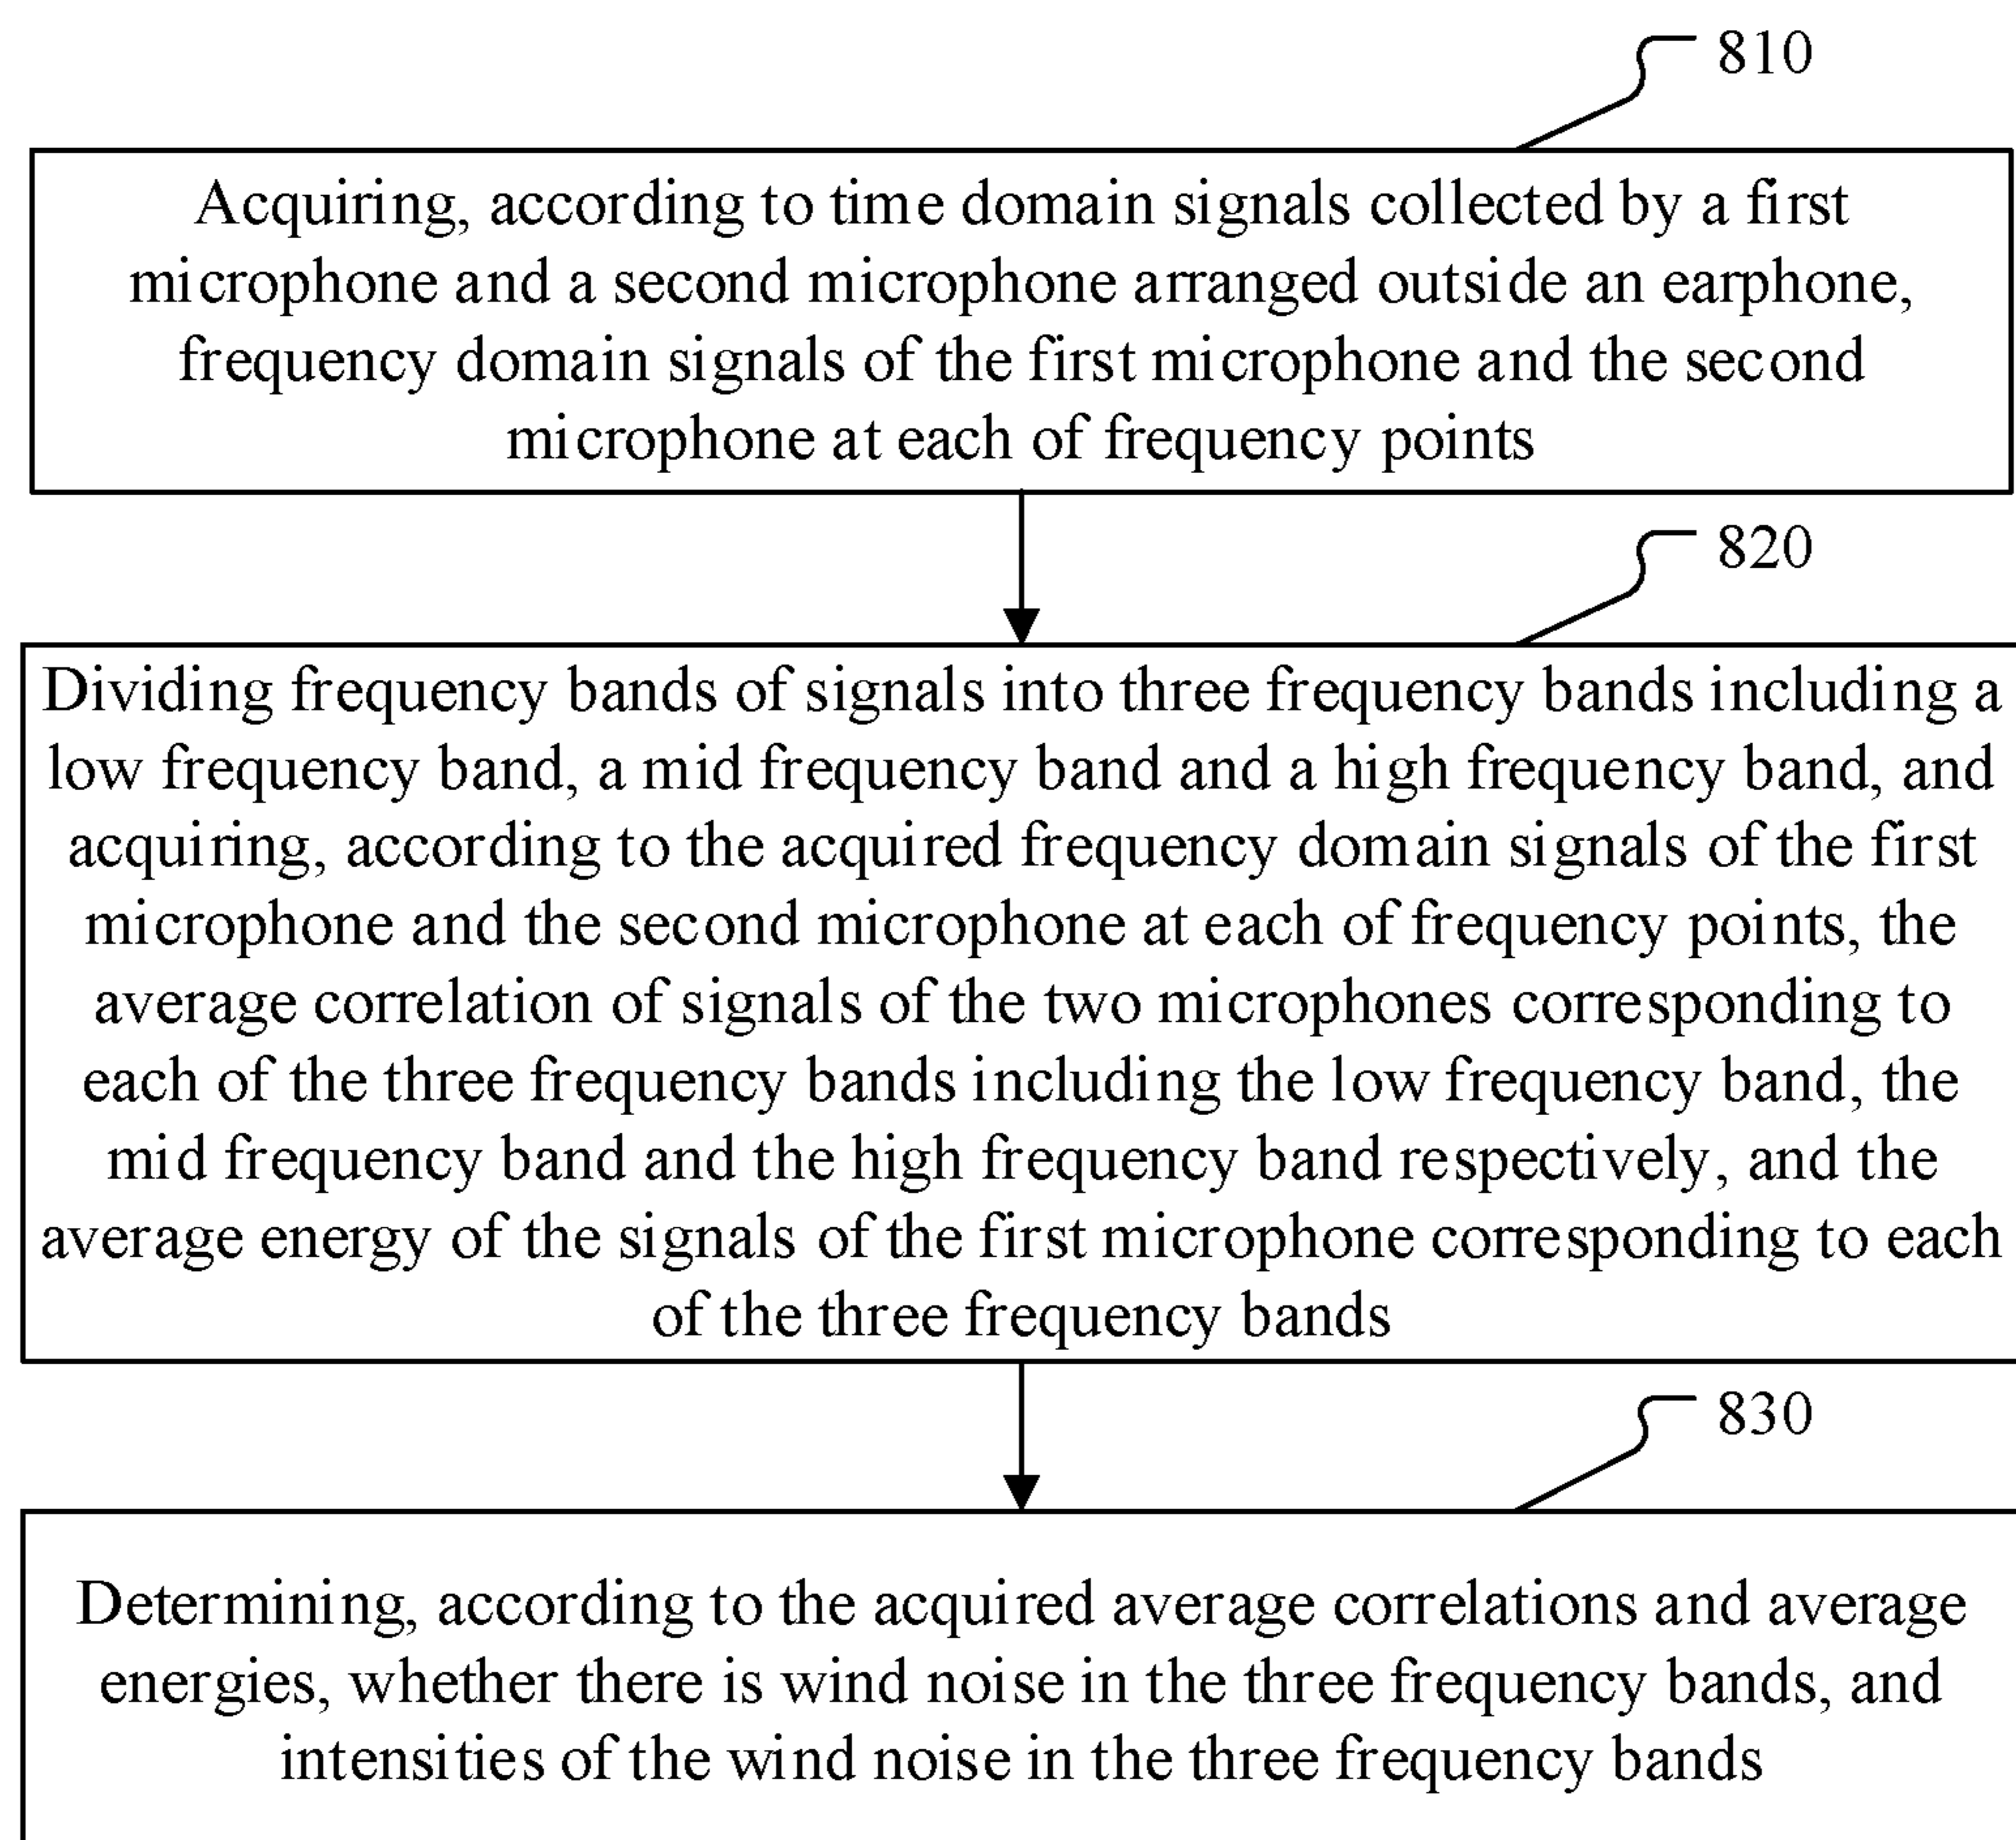 810
Acquiring, according to time domain signals collected by a first
microphone and a second microphone arranged outside an earphone,
frequency domain signals of the first microphone and the second
microphone at each of frequency points
820
Dividing frequency bands of signals into three frequency bands including a
low frequency band, a mid frequency band and a high frequency band, and
acquiring, according to the acquired frequency domain signals of the first
microphone and the second microphone at each of frequency points, the
average correlation of signals of the two microphones corresponding to
each of the three frequency bands including the low frequency band, the
mid frequency band and the high frequency band respectively, and the
average energy of the signals of the first microphone corresponding to each
of the three frequency bands
830
Determining, according to the acquired average correlations and average
energies, whether there is wind noise in the three frequency bands, and
intensities of the wind noise in the three frequency bands